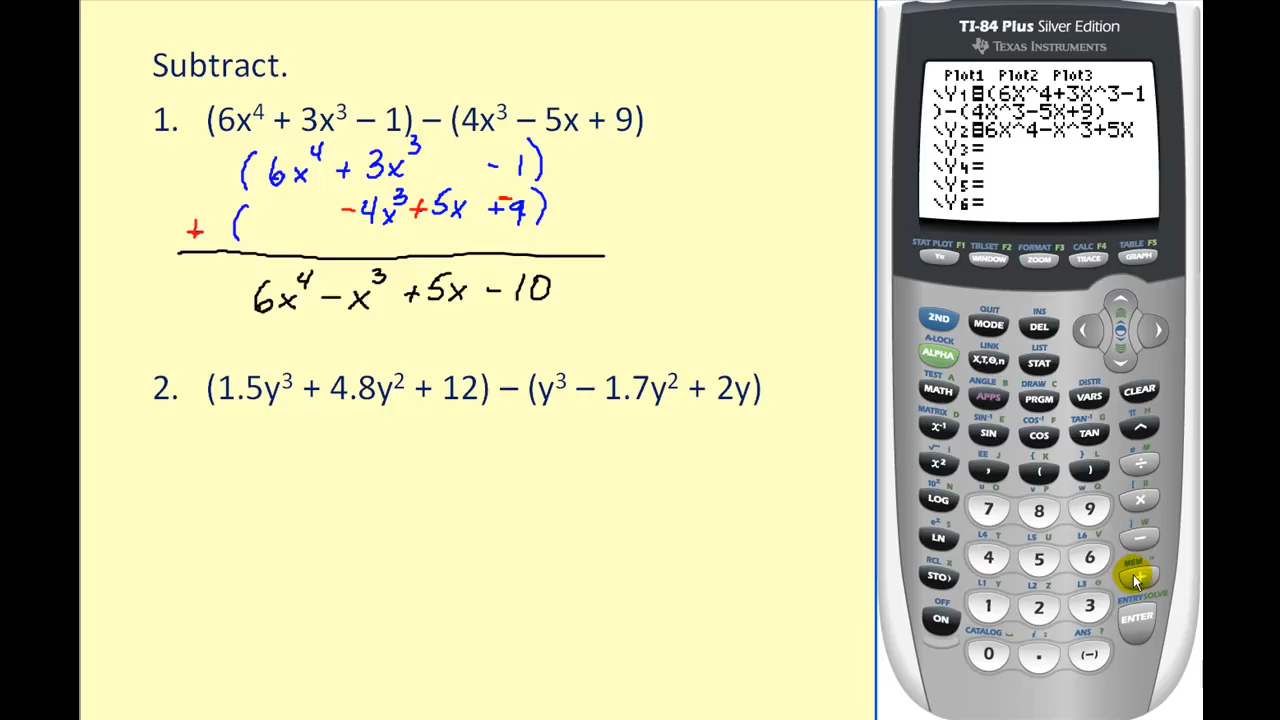 Subtract.
1. (6x⁴ + 3x³ – 1) – (4x³ – 5x + 9)
(6x⁴ + 3x³ - 1)
+ ( - 4x³ + 5x + 9)
6x⁴ - x³ + 5x - 10
2. (1.5y³ + 4.8y² + 12) – (y³ – 1.7y² + 2y)
TI-84 Plus Silver Edition
TEXAS INSTRUMENTS
Plot1 Plot2 Plot3
\Y1=(6X^4+3X^3-1
)-(4X^3-5X+9)
\Y2=6X^4-X^3+5X
\Y3=
\Y4=
\Y5=
\Y6=
STAT PLOT F1 TBLSET F2 FORMAT F3 CALC F4 TABLE F5
Y= WINDOW ZOOM TRACE GRAPH
QUIT INS
2ND MODE DEL
A-LOCK LINK LIST
ALPHA X,T,Θ,n STAT
TEST A ANGLE B DRAW C DISTR
MATH APPS PRGM VARS CLEAR
MATRIX D SIN⁻¹ E COS⁻¹ F TAN⁻¹ G π H
x⁻¹ SIN COS TAN ^
√ I EE J { K } L e M
x² , ( ) ÷
10ˣ N u O v P w Q [ R
LOG 7 8 9 ×
eˣ S L4 T L5 U L6 V ] W
LN 4 5 6 −
RCL X L1 Y L2 Z L3 θ MEM "
STO› 1 2 3 +
OFF CATALOG i : ANS ? ENTRY SOLVE
ON 0 . (–) ENTER